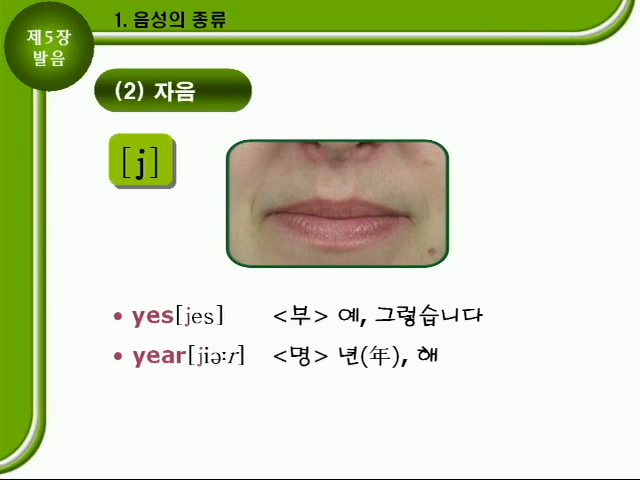 제5장
발음
1. 음성의 종류
(2) 자음
[j]
• yes[jes] <부> 예, 그렇습니다
• year[jiəːr] <명> 년(年), 해